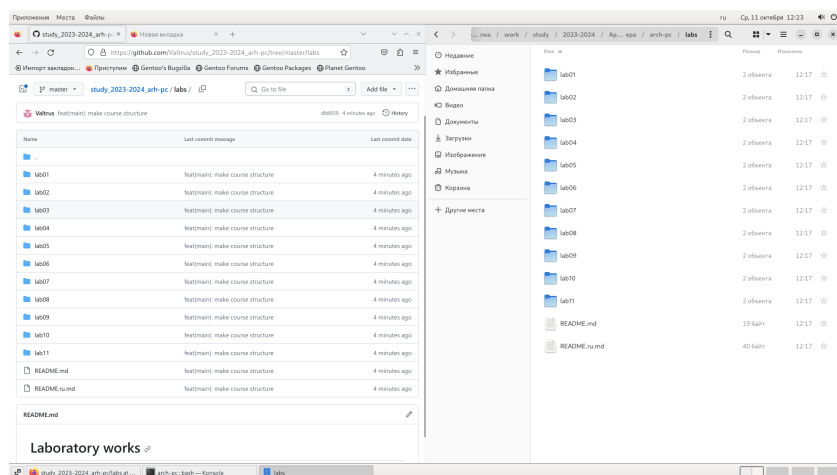 Приложения Места Файлы
ru Ср, 11 октября 12:23
study_2023-2024_arh-pc
Новая вкладка
https://github.com/Valtrus/study_2023-2024_arh-pc/tree/master/labs
Импорт закладок... Приступим Gentoo's Bugzilla Gentoo Forums Gentoo Packages Planet Gentoo
master study_2023-2024_arh-pc / labs / Go to file t Add file
Valtrus feat(main): make course structure 4 minutes ago History
Name Last commit message Last commit date
..
lab01 feat(main): make course structure 4 minutes ago
lab02 feat(main): make course structure 4 minutes ago
lab03 feat(main): make course structure 4 minutes ago
lab04 feat(main): make course structure 4 minutes ago
lab05 feat(main): make course structure 4 minutes ago
lab06 feat(main): make course structure 4 minutes ago
lab07 feat(main): make course structure 4 minutes ago
lab08 feat(main): make course structure 4 minutes ago
lab09 feat(main): make course structure 4 minutes ago
lab10 feat(main): make course structure 4 minutes ago
lab11 feat(main): make course structure 4 minutes ago
README.md feat(main): make course structure 4 minutes ago
README.ru.md feat(main): make course structure 4 minutes ago
README.md
Laboratory works
...пка / work / study / 2023-2024 / Ар... ера / arch-pc / labs
Недавние
Избранные
Домашняя папка
Видео
Документы
Загрузки
Изображения
Музыка
Корзина
Другие места
Имя Размер Изменён
lab01 2 объекта 12:17
lab02 2 объекта 12:17
lab03 2 объекта 12:17
lab04 2 объекта 12:17
lab05 2 объекта 12:17
lab06 2 объекта 12:17
lab07 2 объекта 12:17
lab08 2 объекта 12:17
lab09 2 объекта 12:17
lab10 2 объекта 12:17
lab11 2 объекта 12:17
README.md 19 байт 12:17
README.ru.md 40 байт 12:17
study_2023-2024_arh-pc/labs at ... arch-pc : bash — Konsole labs